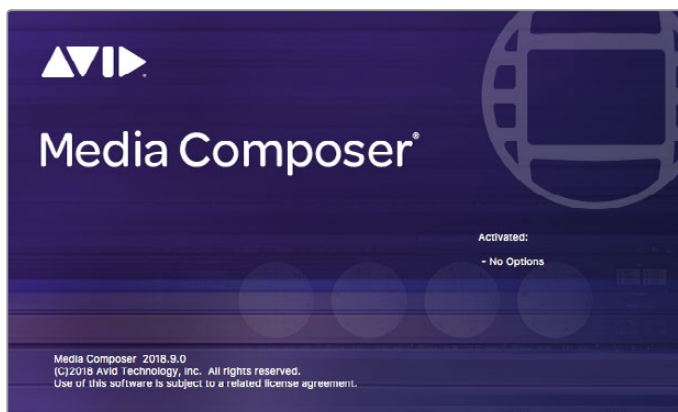 AVID
Media Composer®
Activated:
- No Options
Media Composer 2018.9.0
(C)2018 Avid Technology, Inc. All rights reserved.
Use of this software is subject to a related license agreement.